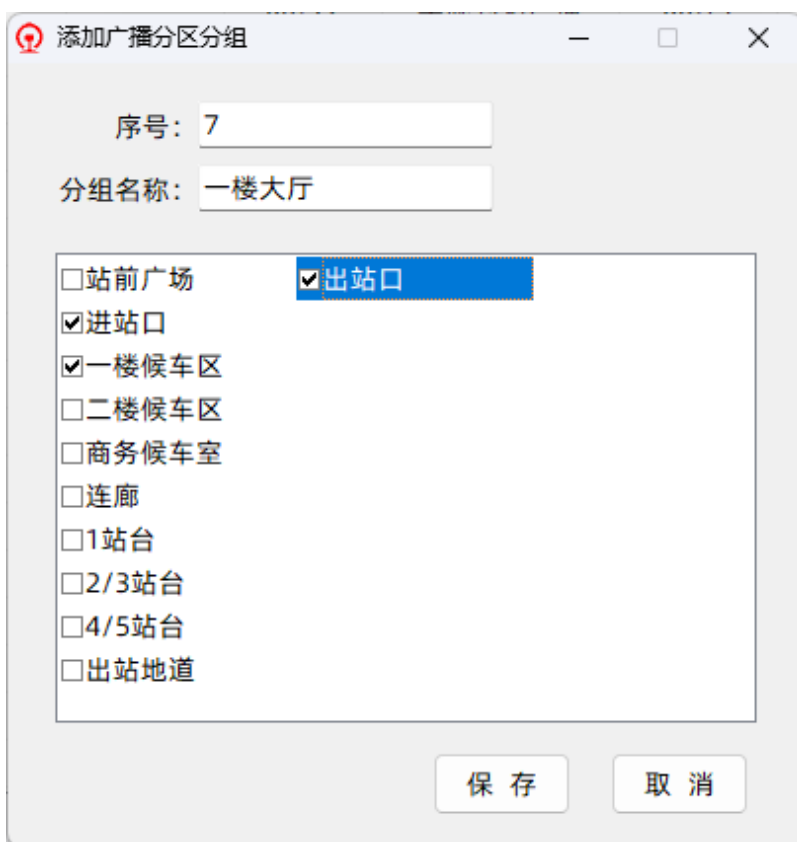 添加广播分区分组
序号： 7
分组名称： 一楼大厅
站前广场
进站口
一楼候车区
二楼候车区
商务候车室
连廊
1站台
2/3站台
4/5站台
出站地道
出站口
保 存
取 消